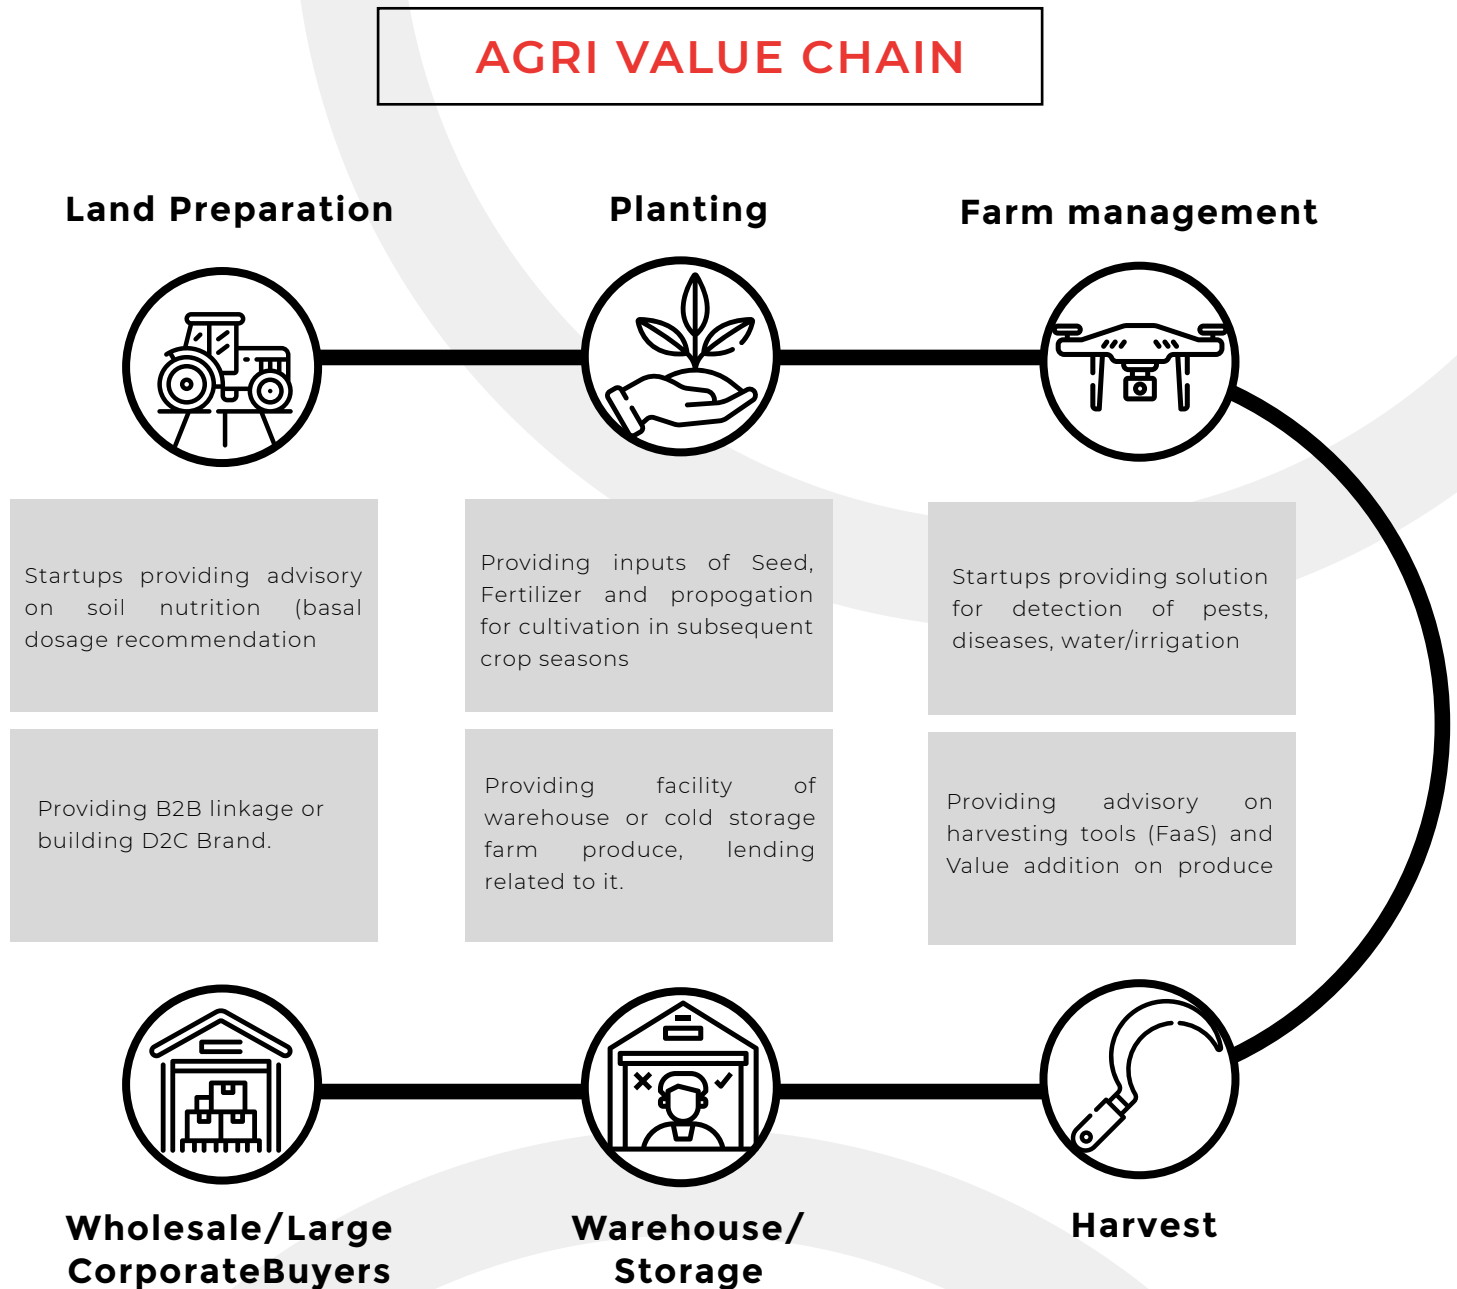 AGRI VALUE CHAIN
Land Preparation
Planting
Farm management
Startups providing advisory
on soil nutrition (basal
dosage recommendation
Providing inputs of Seed,
Fertilizer and propogation
for cultivation in subsequent
crop seasons
Startups providing solution
for detection of pests,
diseases, water/irrigation
Providing B2B linkage or
building D2C Brand.
Providing facility of
warehouse or cold storage
farm produce, lending
related to it.
Providing advisory on
harvesting tools (FaaS) and
Value addition on produce
Wholesale/Large
CorporateBuyers
Warehouse/
Storage
Harvest